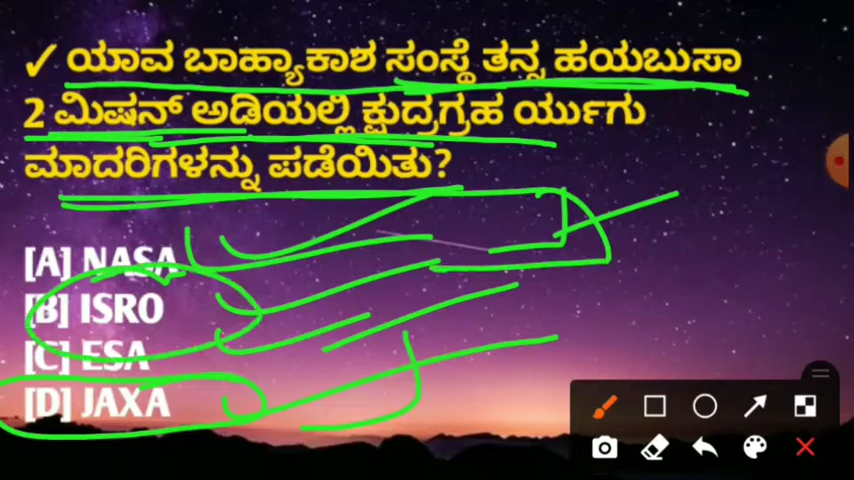 ✓ ಯಾವ ಬಾಹ್ಯಾಕಾಶ ಸಂಸ್ಥೆ ತನ್ನ ಹಯಬುಸಾ
2 ಮಿಷನ್ ಅಡಿಯಲ್ಲಿ ಕ್ಷುದ್ರಗ್ರಹ ರ್ಯುಗು
ಮಾದರಿಗಳನ್ನು ಪಡೆಯಿತು?
[A] NASA
[B] ISRO
[C] ESA
[D] JAXA